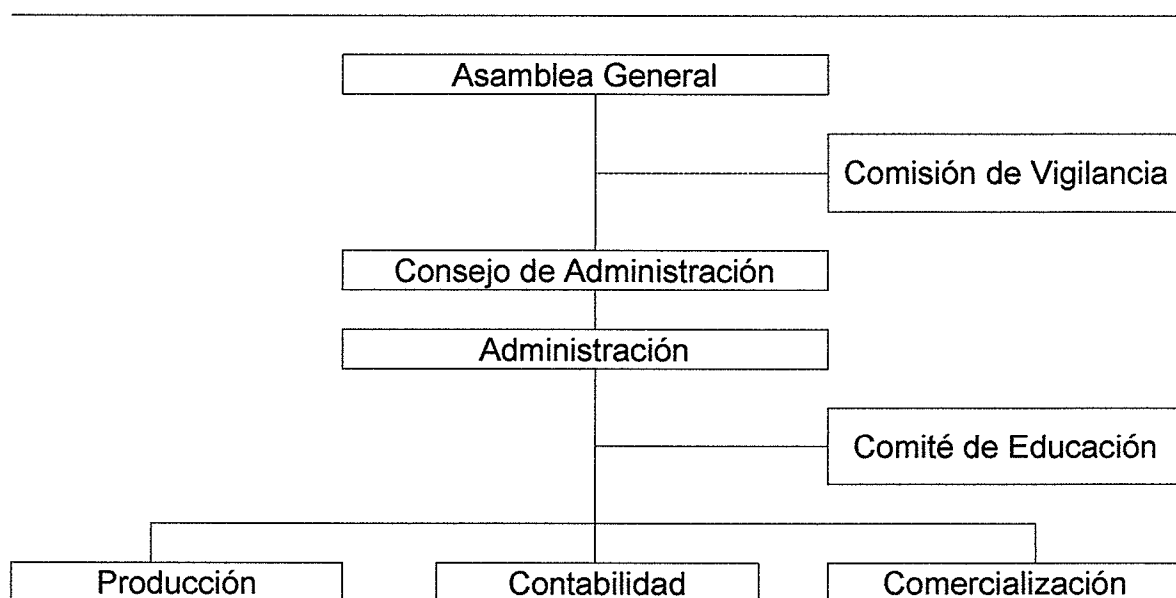 Asamblea General
Comisión de Vigilancia
Consejo de Administración
Administración
Comité de Educación
Producción
Contabilidad
Comercialización